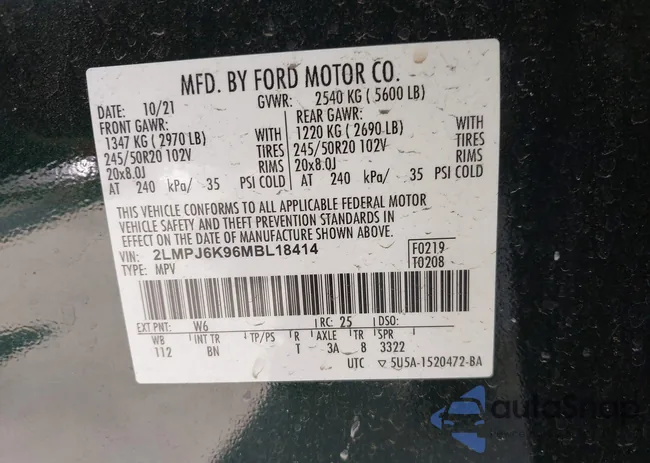 MFD. BY FORD MOTOR CO.
DATE: 10/21 GVWR: 2540 KG ( 5600 LB)
FRONT GAWR: REAR GAWR:
1347 KG ( 2970 LB) WITH 1220 KG ( 2690 LB) WITH
245/50R20 102V TIRES 245/50R20 102V TIRES
20x8.0J RIMS 20x8.0J RIMS
AT 240 kPa/ 35 PSI COLD AT 240 kPa/ 35 PSI COLD
THIS VEHICLE CONFORMS TO ALL APPLICABLE FEDERAL MOTOR
VEHICLE SAFETY AND THEFT PREVENTION STANDARDS IN
EFFECT ON THE DATE OF MANUFACTURE SHOWN ABOVE.
VIN: 2LMPJ6K96MBL18414 F0219
TYPE: MPV T0208
EXT PNT: W6 RC: 25 DSO:
WB INT TR TP/PS R AXLE TR SPR
112 BN T 3A 8 3322
UTC ▽ 5U5A-1520472-BA
autoSnap